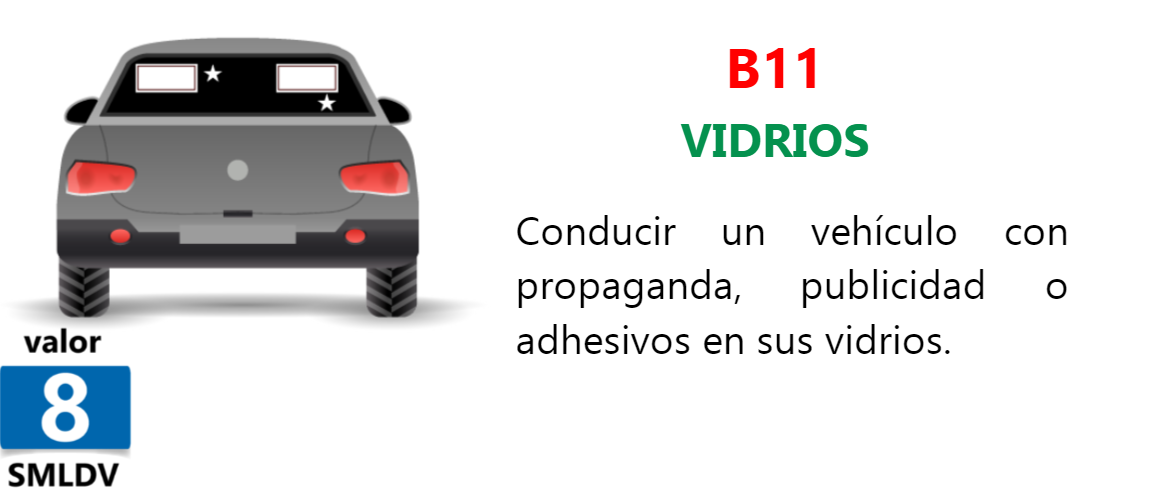 B11
VIDRIOS
Conducir un vehículo con
propaganda, publicidad o
adhesivos en sus vidrios.
valor
8
SMLDV